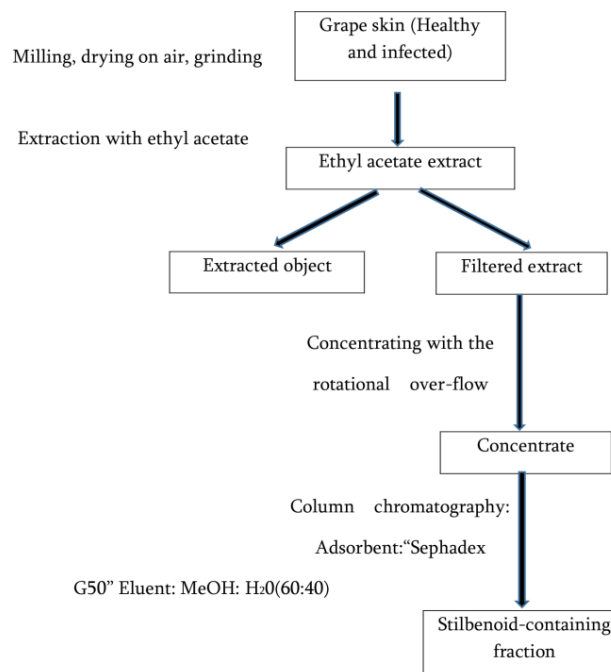 Grape skin (Healthy
and infected)
Milling, drying on air, grinding
Extraction with ethyl acetate
Ethyl acetate extract
Extracted object
Filtered extract
Concentrating with the
rotational over-flow
Concentrate
Column chromatography:
Adsorbent:“Sephadex
G50” Eluent: MeOH: H₂0(60:40)
Stilbenoid-containing
fraction